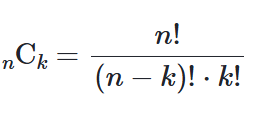 ₙCₖ = n! / ((n − k)! · k!)